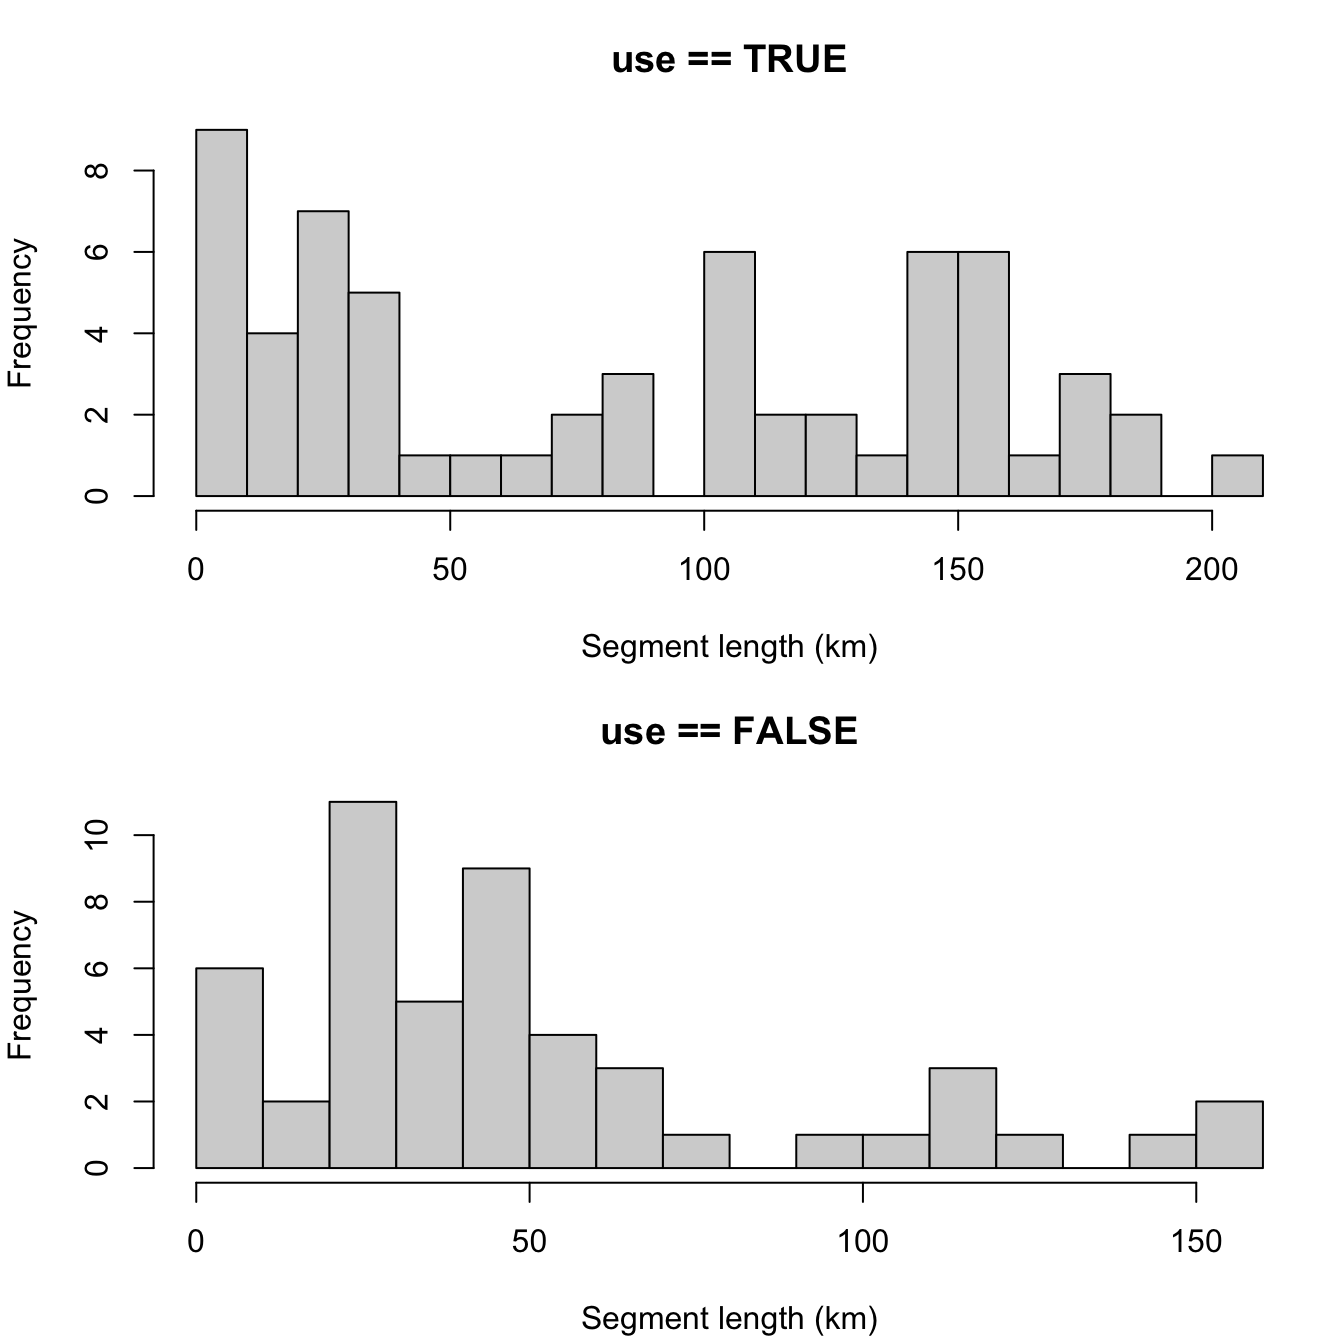 use == TRUE
Frequency
8
6
4
2
0
0 50 100 150 200
Segment length (km)
use == FALSE
Frequency
10
8
6
4
2
0
0 50 100 150
Segment length (km)